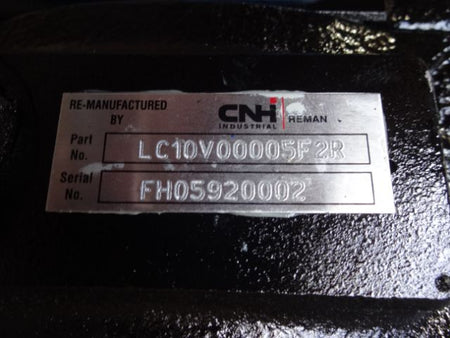 RE-MANUFACTURED
BY
CNH
INDUSTRIAL
REMAN
Part
No.
LC10V00005F2R
Serial
No.
FH05920002